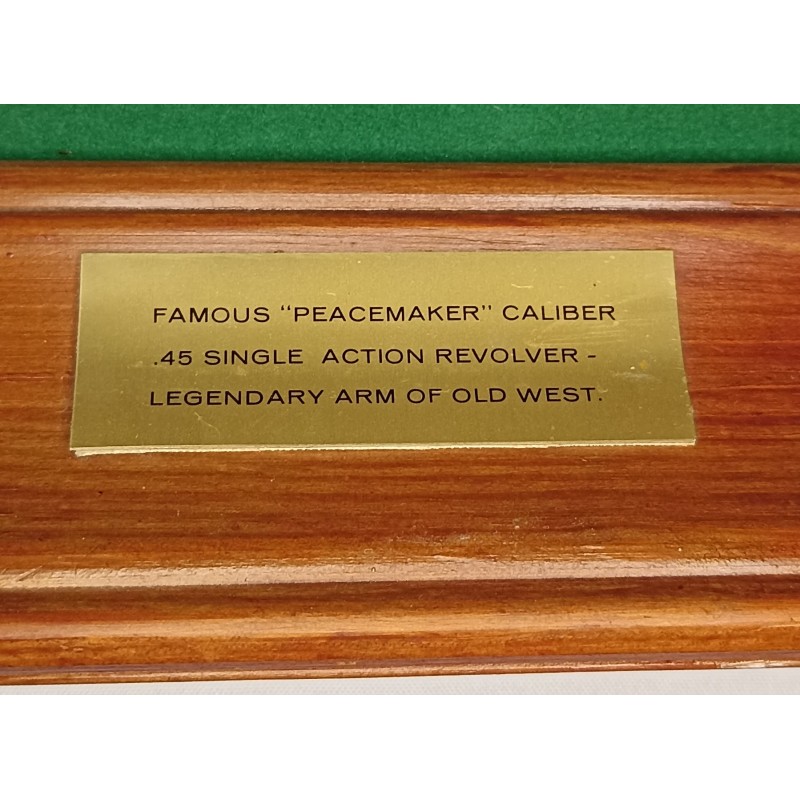 FAMOUS “PEACEMAKER” CALIBER
.45 SINGLE ACTION REVOLVER -
LEGENDARY ARM OF OLD WEST.